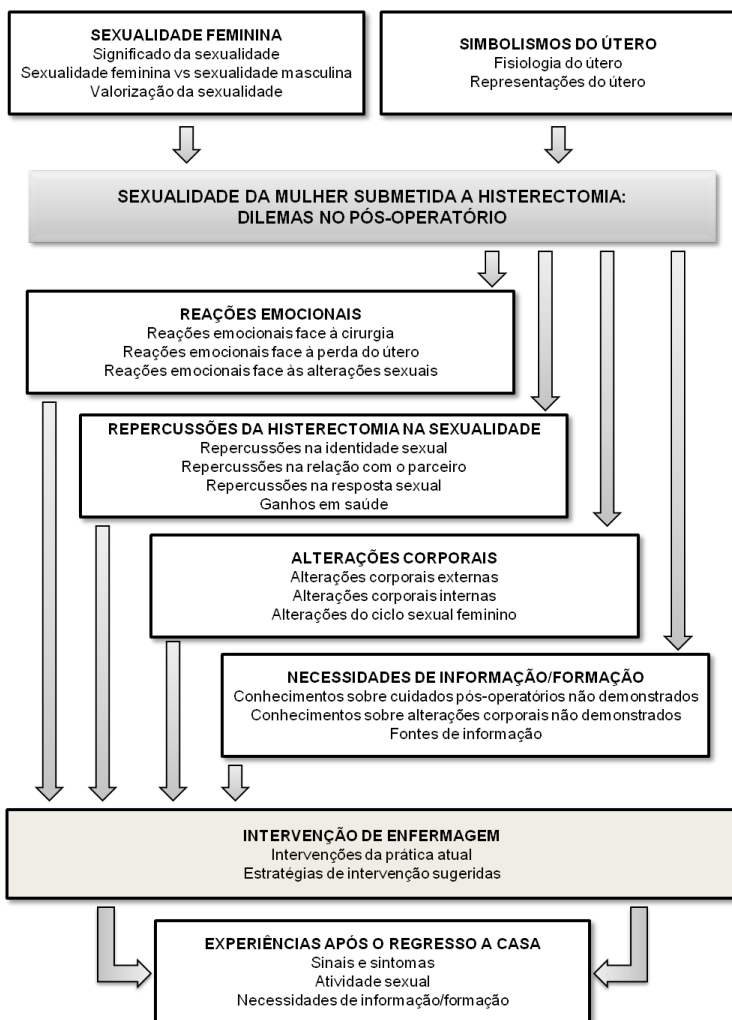 SEXUALIDADE FEMININA
Significado da sexualidade
Sexualidade feminina vs sexualidade masculina
Valorização da sexualidade
SIMBOLISMOS DO ÚTERO
Fisiologia do útero
Representações do útero
SEXUALIDADE DA MULHER SUBMETIDA A HISTERECTOMIA:
DILEMAS NO PÓS-OPERATÓRIO
REAÇÕES EMOCIONAIS
Reações emocionais face à cirurgia
Reações emocionais face à perda do útero
Reações emocionais face às alterações sexuais
REPERCUSSÕES DA HISTERECTOMIA NA SEXUALIDADE
Repercussões na identidade sexual
Repercussões na relação com o parceiro
Repercussões na resposta sexual
Ganhos em saúde
ALTERAÇÕES CORPORAIS
Alterações corporais externas
Alterações corporais internas
Alterações do ciclo sexual feminino
NECESSIDADES DE INFORMAÇÃO/FORMAÇÃO
Conhecimentos sobre cuidados pós-operatórios não demonstrados
Conhecimentos sobre alterações corporais não demonstrados
Fontes de informação
INTERVENÇÃO DE ENFERMAGEM
Intervenções da prática atual
Estratégias de intervenção sugeridas
EXPERIÊNCIAS APÓS O REGRESSO A CASA
Sinais e sintomas
Atividade sexual
Necessidades de informação/formação